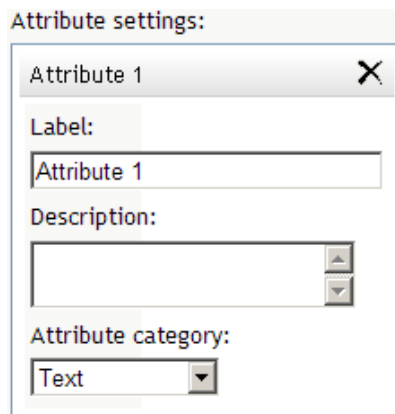 Attribute settings:
Attribute 1
Label:
Attribute 1
Description:
Attribute category:
Text